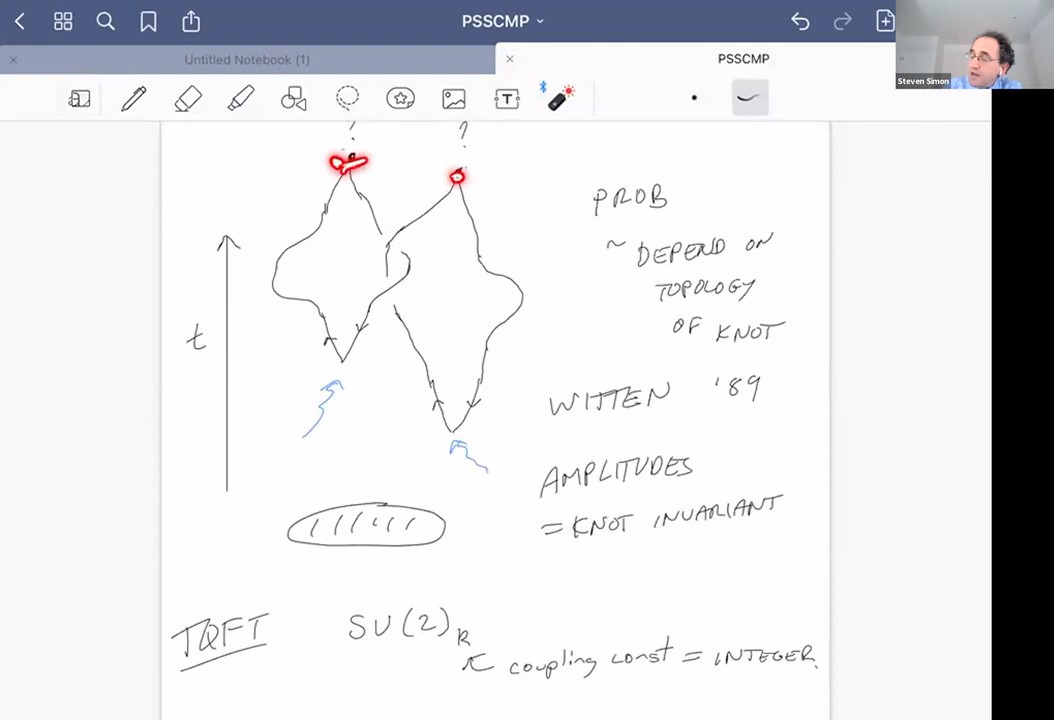 PSSCMP
Untitled Notebook (1)
PSSCMP
Steven Simon
? ?
PROB
~ DEPEND ON
TOPOLOGY
OF KNOT
t
WITTEN '89
AMPLITUDES
= KNOT INVARIANT
TQFT SU(2)k
coupling const = INTEGER.